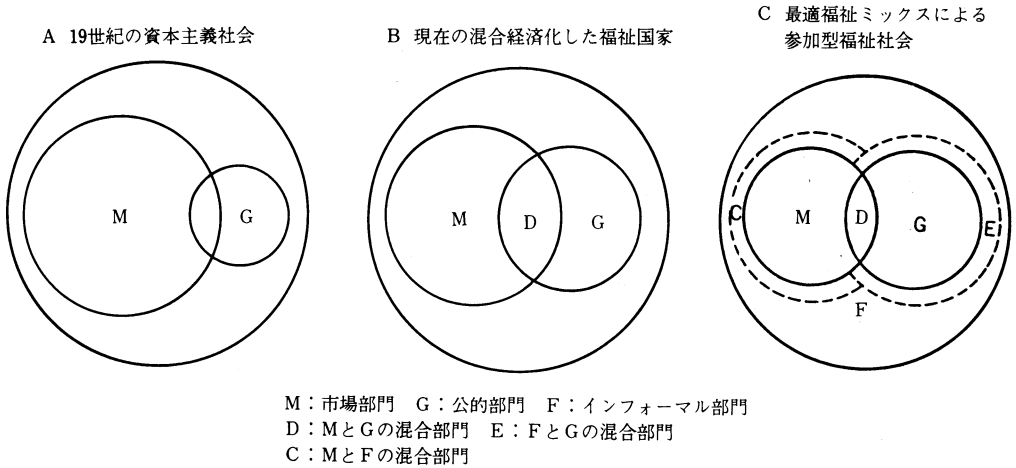 A 19世紀の資本主義社会
B 現在の混合経済化した福祉国家
C 最適福祉ミックスによる
参加型福祉社会
M
G
M
D
G
C
M
D
G
E
F
M：市場部門 G：公的部門 F：インフォーマル部門
D：MとGの混合部門 E：FとGの混合部門
C：MとFの混合部門